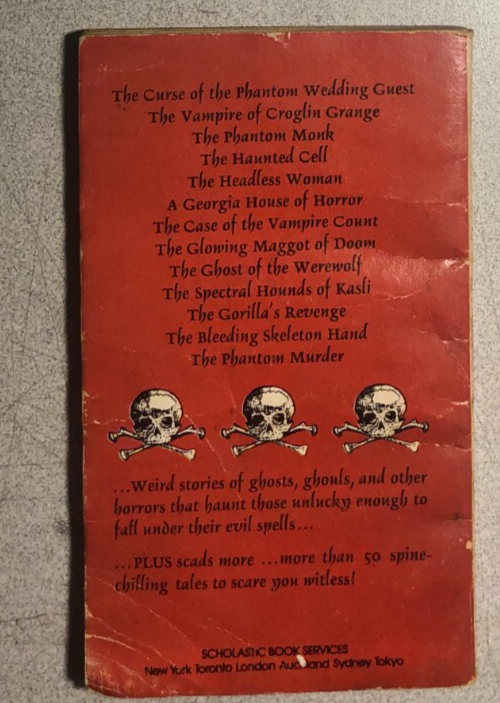 The Curse of the Phantom Wedding Guest
The Vampire of Croglin Grange
The Phantom Monk
The Haunted Cell
The Headless Woman
A Georgia House of Horror
The Case of the Vampire Count
The Glowing Maggot of Doom
The Ghost of the Werewolf
The Spectral Hounds of Kasli
The Gorilla's Revenge
The Bleeding Skeleton Hand
The Phantom Murder
...Weird stories of ghosts, ghouls, and other
horrors that haunt those unlucky enough to
fall under their evil spells...
...PLUS scads more ...more than 50 spine-
chilling tales to scare you witless!
SCHOLASTIC BOOK SERVICES
New York Toronto London Auckland Sydney Tokyo